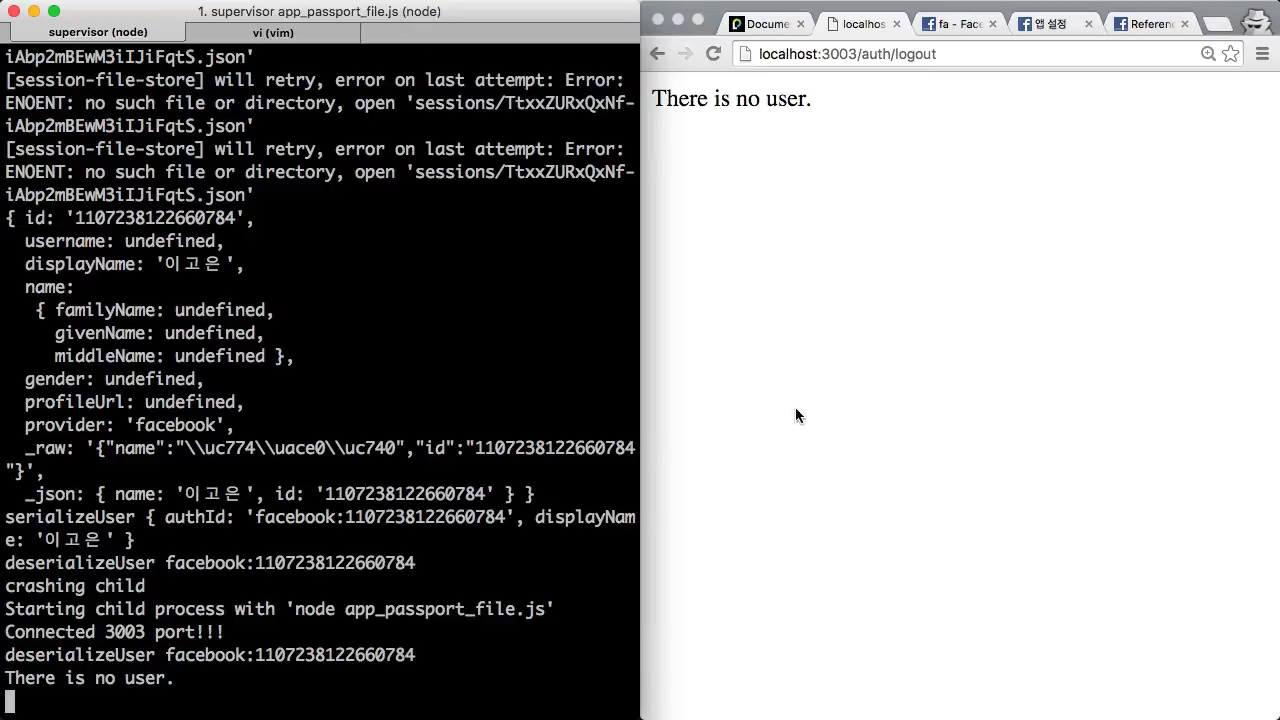 1. supervisor app_passport_file.js (node)
supervisor (node)
vi (vim)
iAbp2mBEwM3iIJiFqtS.json'
[session-file-store] will retry, error on last attempt: Error:
ENOENT: no such file or directory, open 'sessions/TtxxZURxQxNf-
iAbp2mBEwM3iIJiFqtS.json'
[session-file-store] will retry, error on last attempt: Error:
ENOENT: no such file or directory, open 'sessions/TtxxZURxQxNf-
iAbp2mBEwM3iIJiFqtS.json'
{ id: '1107238122660784',
username: undefined,
displayName: '이고은',
name:
{ familyName: undefined,
givenName: undefined,
middleName: undefined },
gender: undefined,
profileUrl: undefined,
provider: 'facebook',
_raw: '{"name":"\\uc774\\uace0\\uc740","id":"1107238122660784
"}',
_json: { name: '이고은', id: '1107238122660784' } }
serializeUser { authId: 'facebook:1107238122660784', displayNam
e: '이고은' }
deserializeUser facebook:1107238122660784
crashing child
Starting child process with 'node app_passport_file.js'
Connected 3003 port!!!
deserializeUser facebook:1107238122660784
There is no user.
Docume
localhos
fa - Face
앱 설정
Referenc
localhost:3003/auth/logout
There is no user.